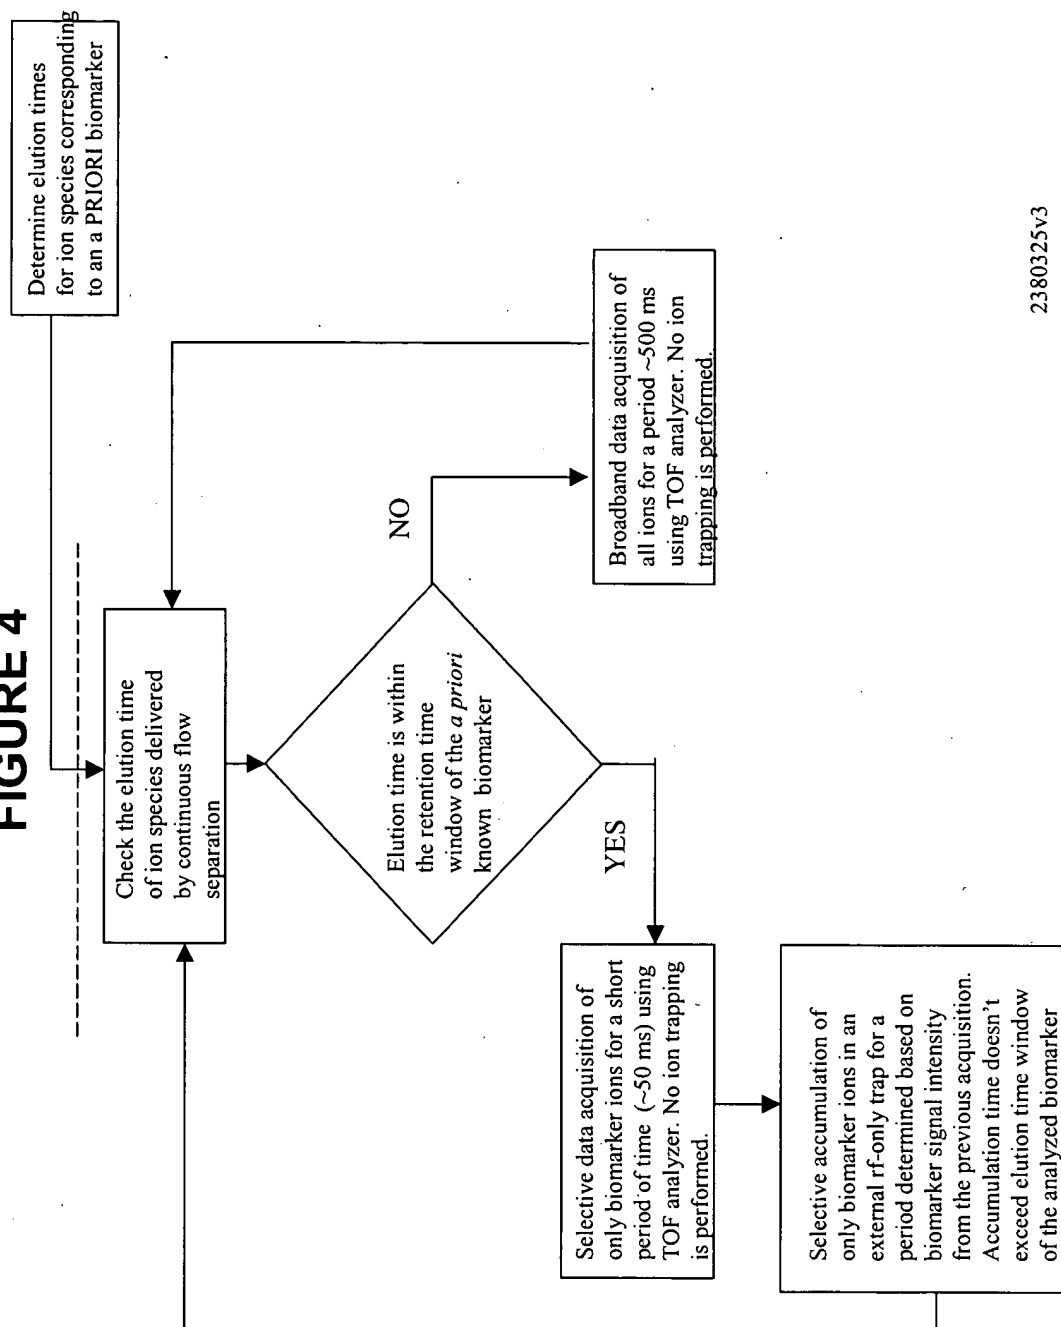 FIGURE 4
Determine elution times
for ion species corresponding
to an a PRIORI biomarker
Check the elution time
of ion species delivered
by continuous flow
separation
Elution time is within
the retention time
window of the a priori
known biomarker
NO
YES
Broadband data acquisition of
all ions for a period ~500 ms
using TOF analyzer. No ion
trapping is performed.
Selective data acquisition of
only biomarker ions for a short
period of time (~50 ms) using
TOF analyzer. No ion trapping
is performed.
Selective accumulation of
only biomarker ions in an
external rf-only trap for a
period determined based on
biomarker signal intensity
from the previous acquisition.
Accumulation time doesn't
exceed elution time window
of the analyzed biomarker
2380325v3